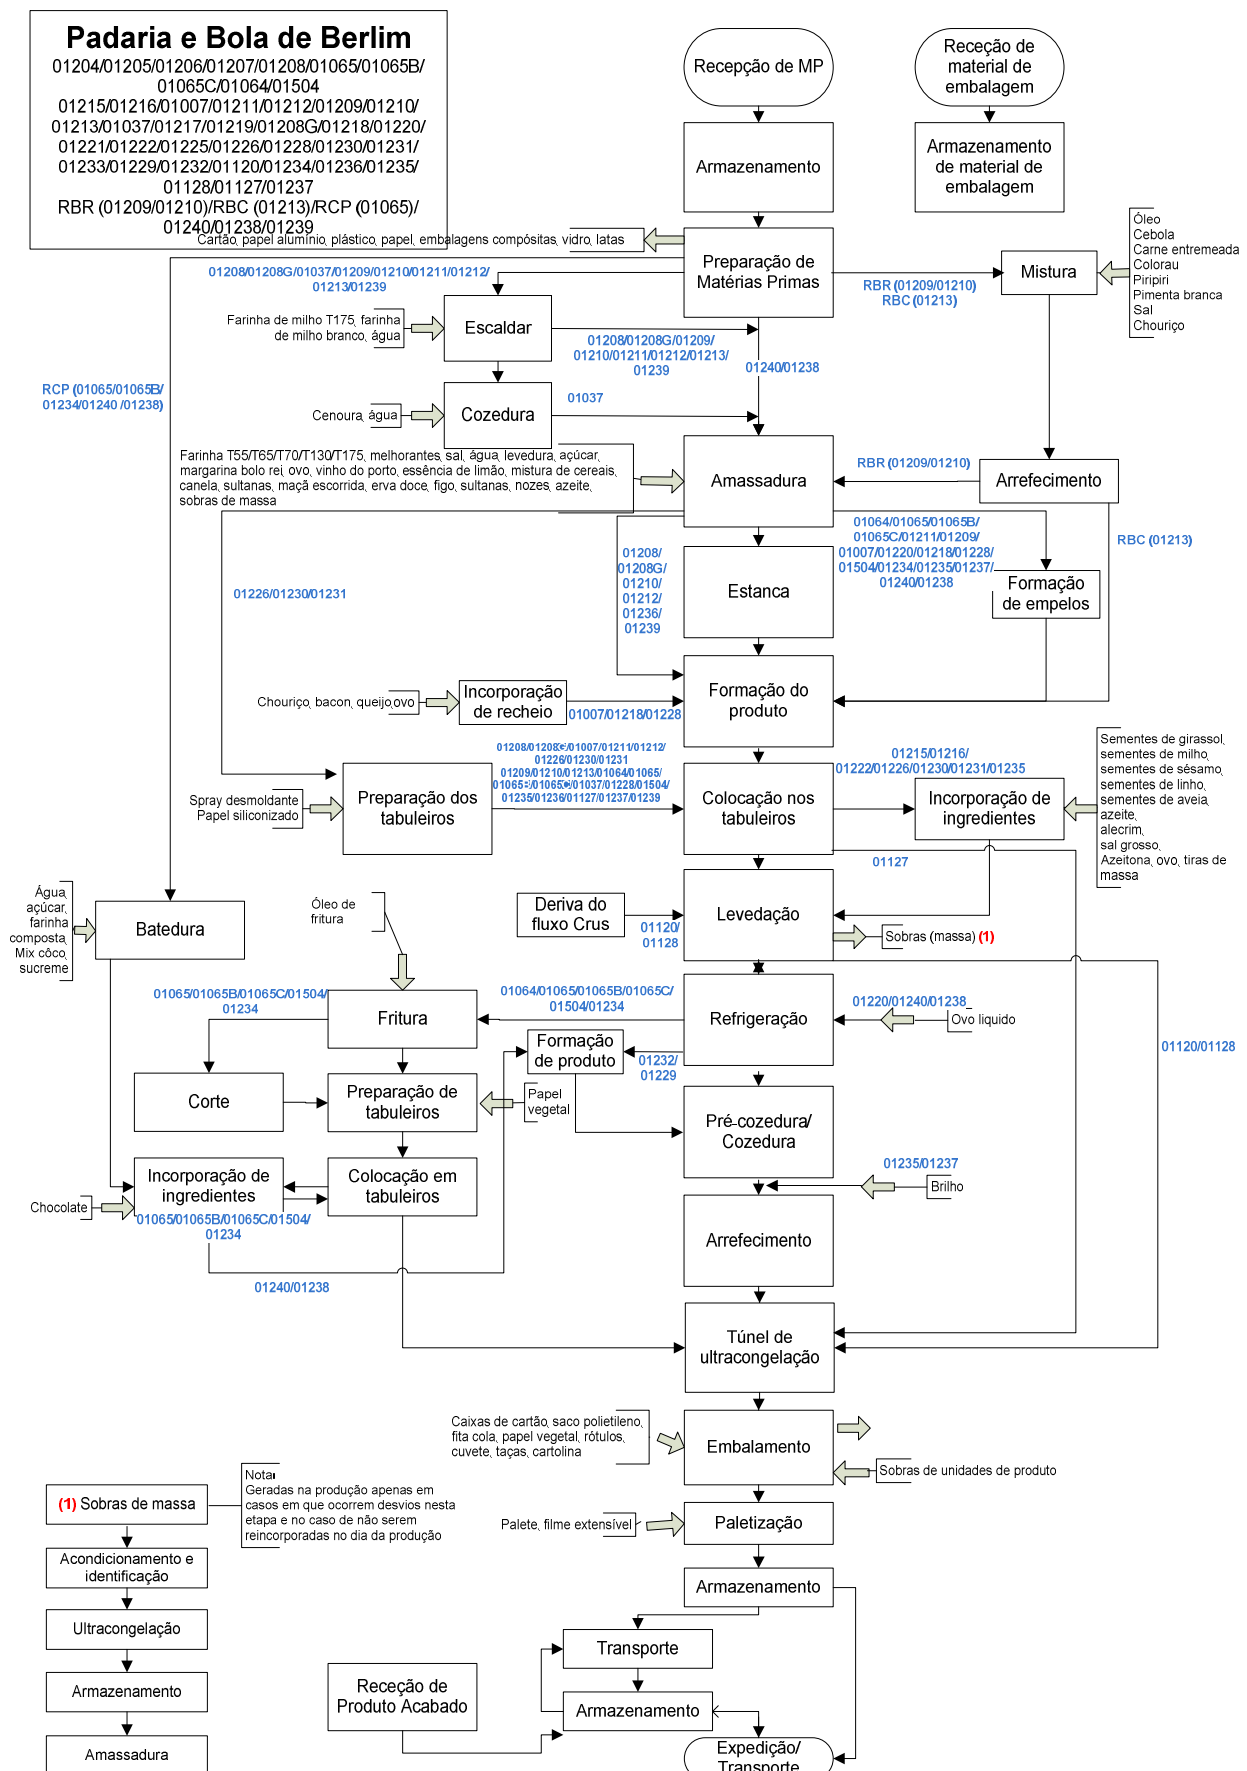 Padaria e Bola de Berlim
01204/01205/01206/01207/01208/01065/01065B/
01065C/01064/01504
01215/01216/01007/01211/01212/01209/01210/
01213/01037/01217/01219/01208G/01218/01220/
01221/01222/01225/01226/01228/01230/01231/
01233/01229/01232/01120/01234/01236/01235/
01128/01127/01237
RBR (01209/01210)/RBC (01213)/RCP (01065)/
01240/01238/01239
Recepção de MP
Receção de
material de
embalagem
Armazenamento
Armazenamento
de material de
embalagem
Cartão, papel alumínio, plástico, papel, embalagens compósitas, vidro, latas
Preparação de
Matérias Primas
01208/01208G/01037/01209/01210/01211/01212/
01213/01239
RBR (01209/01210)
RBC (01213)
Mistura
Óleo
Cebola
Carne entremeada
Colorau
Piripiri
Pimenta branca
Sal
Chouriço
Farinha de milho T175, farinha
de milho branco, água
Escaldar
01208/01208G/01209/
01210/01211/01212/01213/
01239
01240/01238
RCP (01065/01065B/
01234/01240 /01238)
Cenoura, água
Cozedura
01037
Farinha T55/T65/T70/T130/T175, melhorantes, sal, água, levedura, açúcar,
margarina bolo rei, ovo, vinho do porto, essência de limão, mistura de cereais,
canela, sultanas, maçã escorrida, erva doce, figo, sultanas, nozes, azeite,
sobras de massa
Amassadura
RBR (01209/01210)
Arrefecimento
RBC (01213)
01064/01065/01065B/
01065C/01211/01209/
01007/01220/01218/01228/
01504/01234/01235/01237/
01240/01238
01208/
01208G/
01210/
01212/
01236/
01239
01226/01230/01231
Estanca
Formação
de empelos
Chouriço, bacon, queijo,ovo
Incorporação
de recheio
01007/01218/01228
Formação do
produto
Spray desmoldante
Papel siliconizado
Preparação dos
tabuleiros
01226/01230/01231
01209/01210/01213/01064/01065/
01235/01236/01127/01237/01239
Colocação nos
tabuleiros
01215/01216/
01222/01226/01230/01231/01235
Incorporação de
ingredientes
Sementes de girassol,
sementes de milho,
sementes de sésamo,
sementes de linho,
sementes de aveia,
azeite,
alecrim,
sal grosso,
Azeitona, ovo, tiras de
massa
01127
Água,
açúcar,
farinha
composta,
Mix côco,
sucreme
Batedura
Óleo de
fritura
Deriva do
fluxo Crus
01120/
01128
Levedação
Sobras (massa) (1)
01065/01065B/01065C/01504/
01234
Fritura
01064/01065/01065B/01065C/
01504/01234
Refrigeração
01220/01240/01238
Ovo liquido
01120/01128
Formação
de produto
01232/
01229
Corte
Preparação de
tabuleiros
Papel
vegetal
Pré-cozedura/
Cozedura
Chocolate
Incorporação de
ingredientes
Colocação em
tabuleiros
01065/01065B/01065C/01504/
01234
01235/01237
Brilho
Arrefecimento
01240/01238
Túnel de
ultracongelação
Caixas de cartão, saco polietileno,
fita cola, papel vegetal, rótulos,
cuvete, taças, cartolina
Embalamento
Sobras de unidades de produto
Palete, filme extensível
Paletização
Armazenamento
(1) Sobras de massa
Nota:
Geradas na produção apenas em
casos em que ocorrem desvios nesta
etapa e no caso de não serem
reincorporadas no dia da produção
Acondicionamento e
identificação
Ultracongelação
Armazenamento
Amassadura
Transporte
Receção de
Produto Acabado
Armazenamento
Expedição/
Transporte